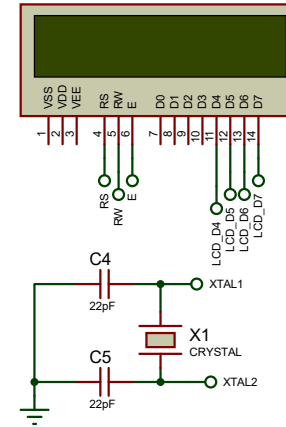 VSS VDD VEE RS RW E D0 D1 D2 D3 D4 D5 D6 D7
1 2 3 4 5 6 7 8 9 10 11 12 13 14
RS RW E LCD_D4 LCD_D5 LCD_D6 LCD_D7
C4
22pF
XTAL1
X1
CRYSTAL
C5
22pF
XTAL2